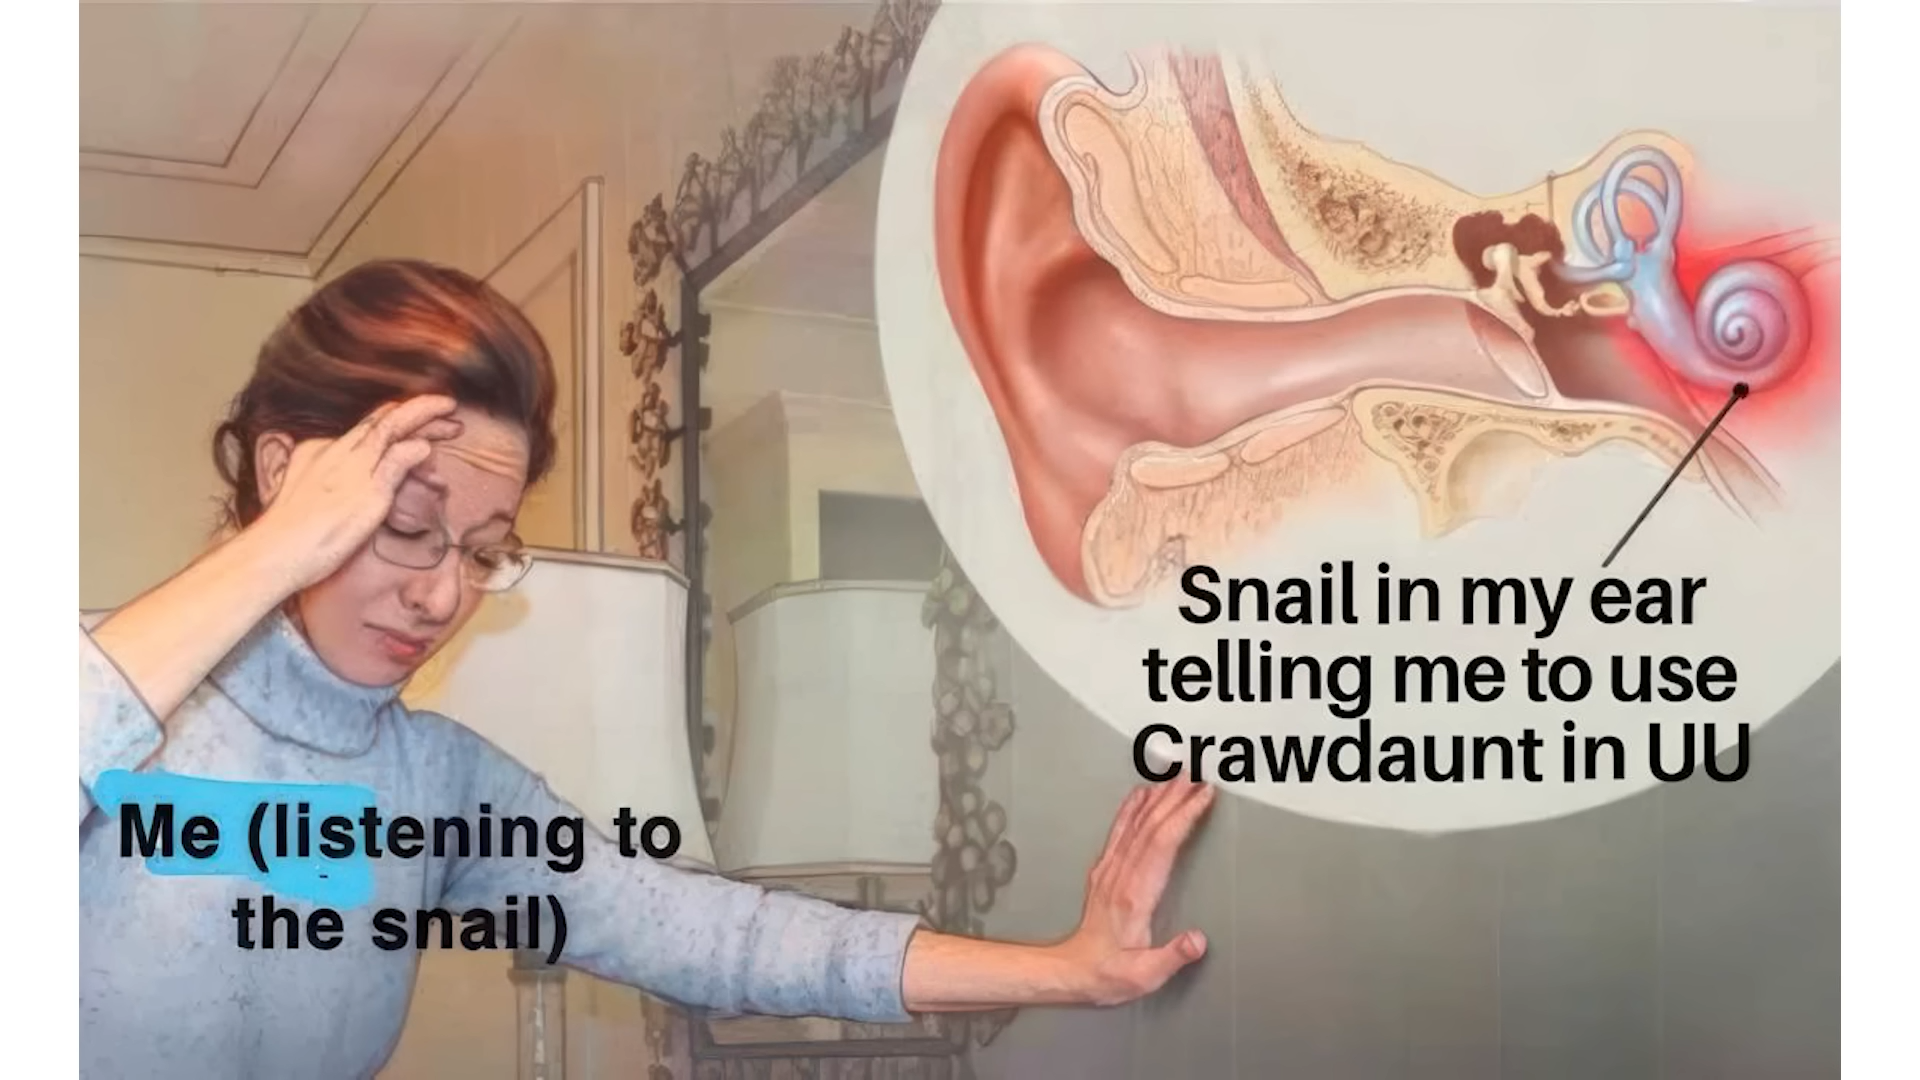 Snail in my ear
telling me to use
Crawdaunt in UU
Me (listening to
the snail)